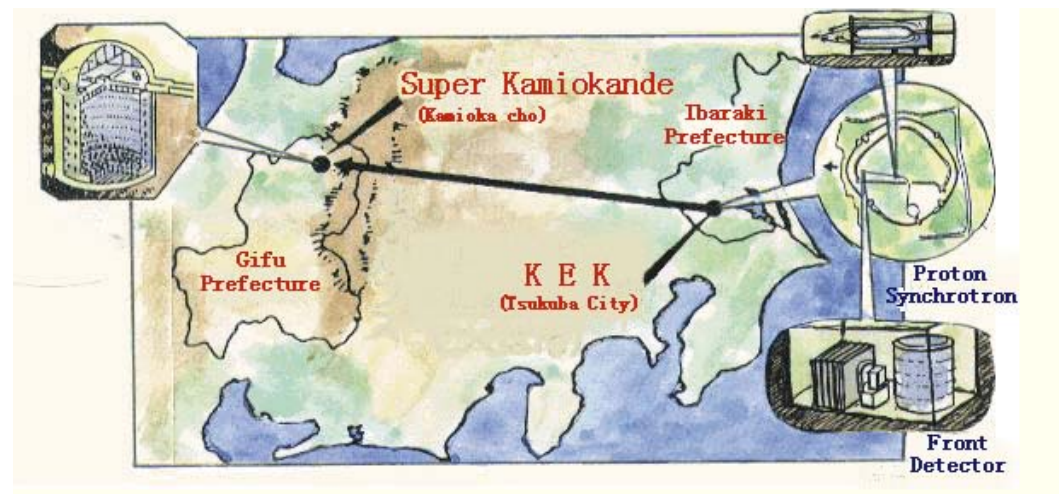 Super Kamiokande
(Kamioka cho)
Ibaraki
Prefecture
Gifu
Prefecture
K E K
(Tsukuba City)
Proton
Synchrotron
Front
Detector